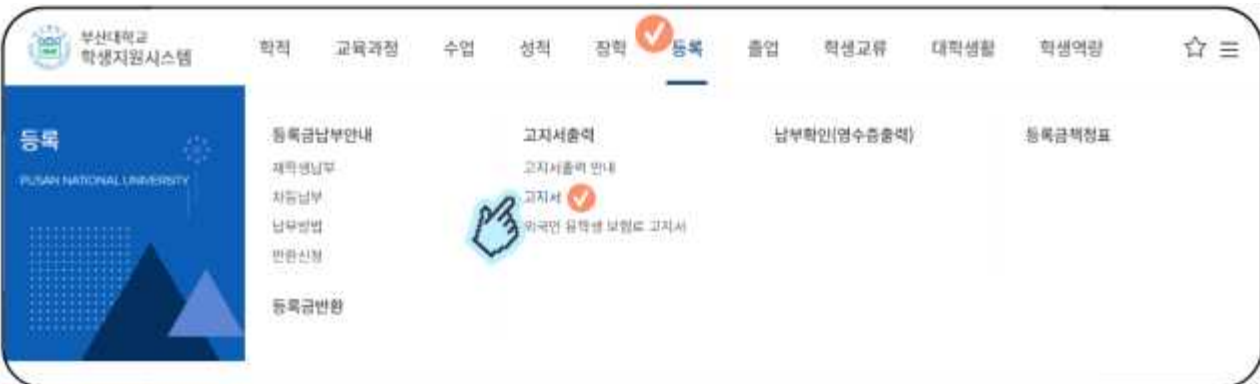 부산대학교
학생지원시스템
학적 교육과정 수업 성적 장학 등록 졸업 학생교류 대학생활 학생역량
등록
PUSAN NATIONAL UNIVERSITY
등록금납부안내
재학생납부
차등납부
납부방법
반환신청
등록금반환
고지서출력
고지서출력 안내
고지서
외국인 유학생 보험료 고지서
납부확인(영수증출력)
등록금책정표